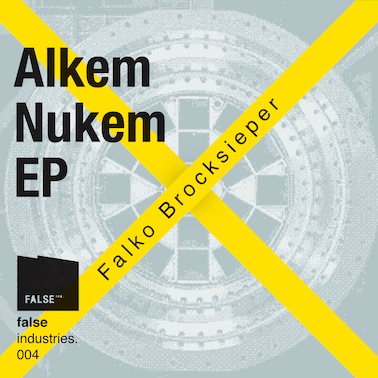 Alkem
Nukem
EP
Falko Brocksieper
FALSE
false
industries.
004